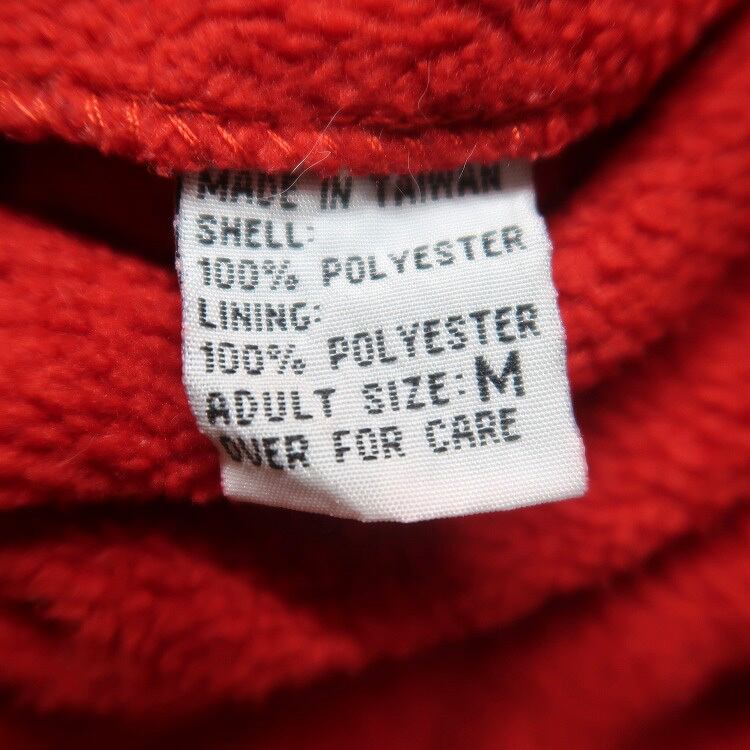 MADE IN TAIWAN
SHELL:
100% POLYESTER
LINING:
100% POLYESTER
ADULT SIZE: M
OVER FOR CARE